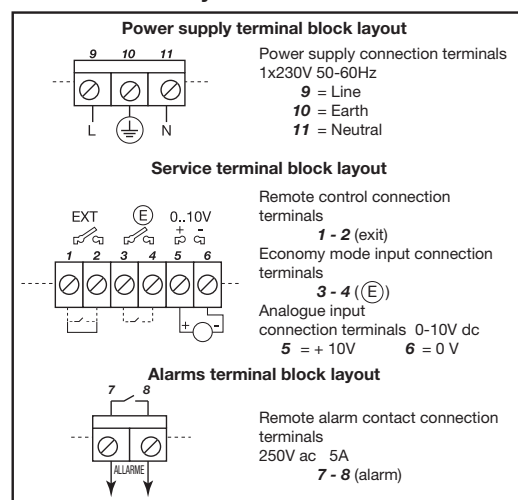 Power supply terminal block layout
9 10 11
L N
Power supply connection terminals
1x230V 50-60Hz
9 = Line
10 = Earth
11 = Neutral
Service terminal block layout
EXT E 0..10V
+ -
1 2 3 4 5 6
+ -
Remote control connection
terminals
1 - 2 (exit)
Economy mode input connection
terminals
3 - 4 (E)
Analogue input
connection terminals 0-10V dc
5 = + 10V 6 = 0 V
Alarms terminal block layout
7 8
ALLARME
Remote alarm contact connection
terminals
250V ac 5A
7 - 8 (alarm)